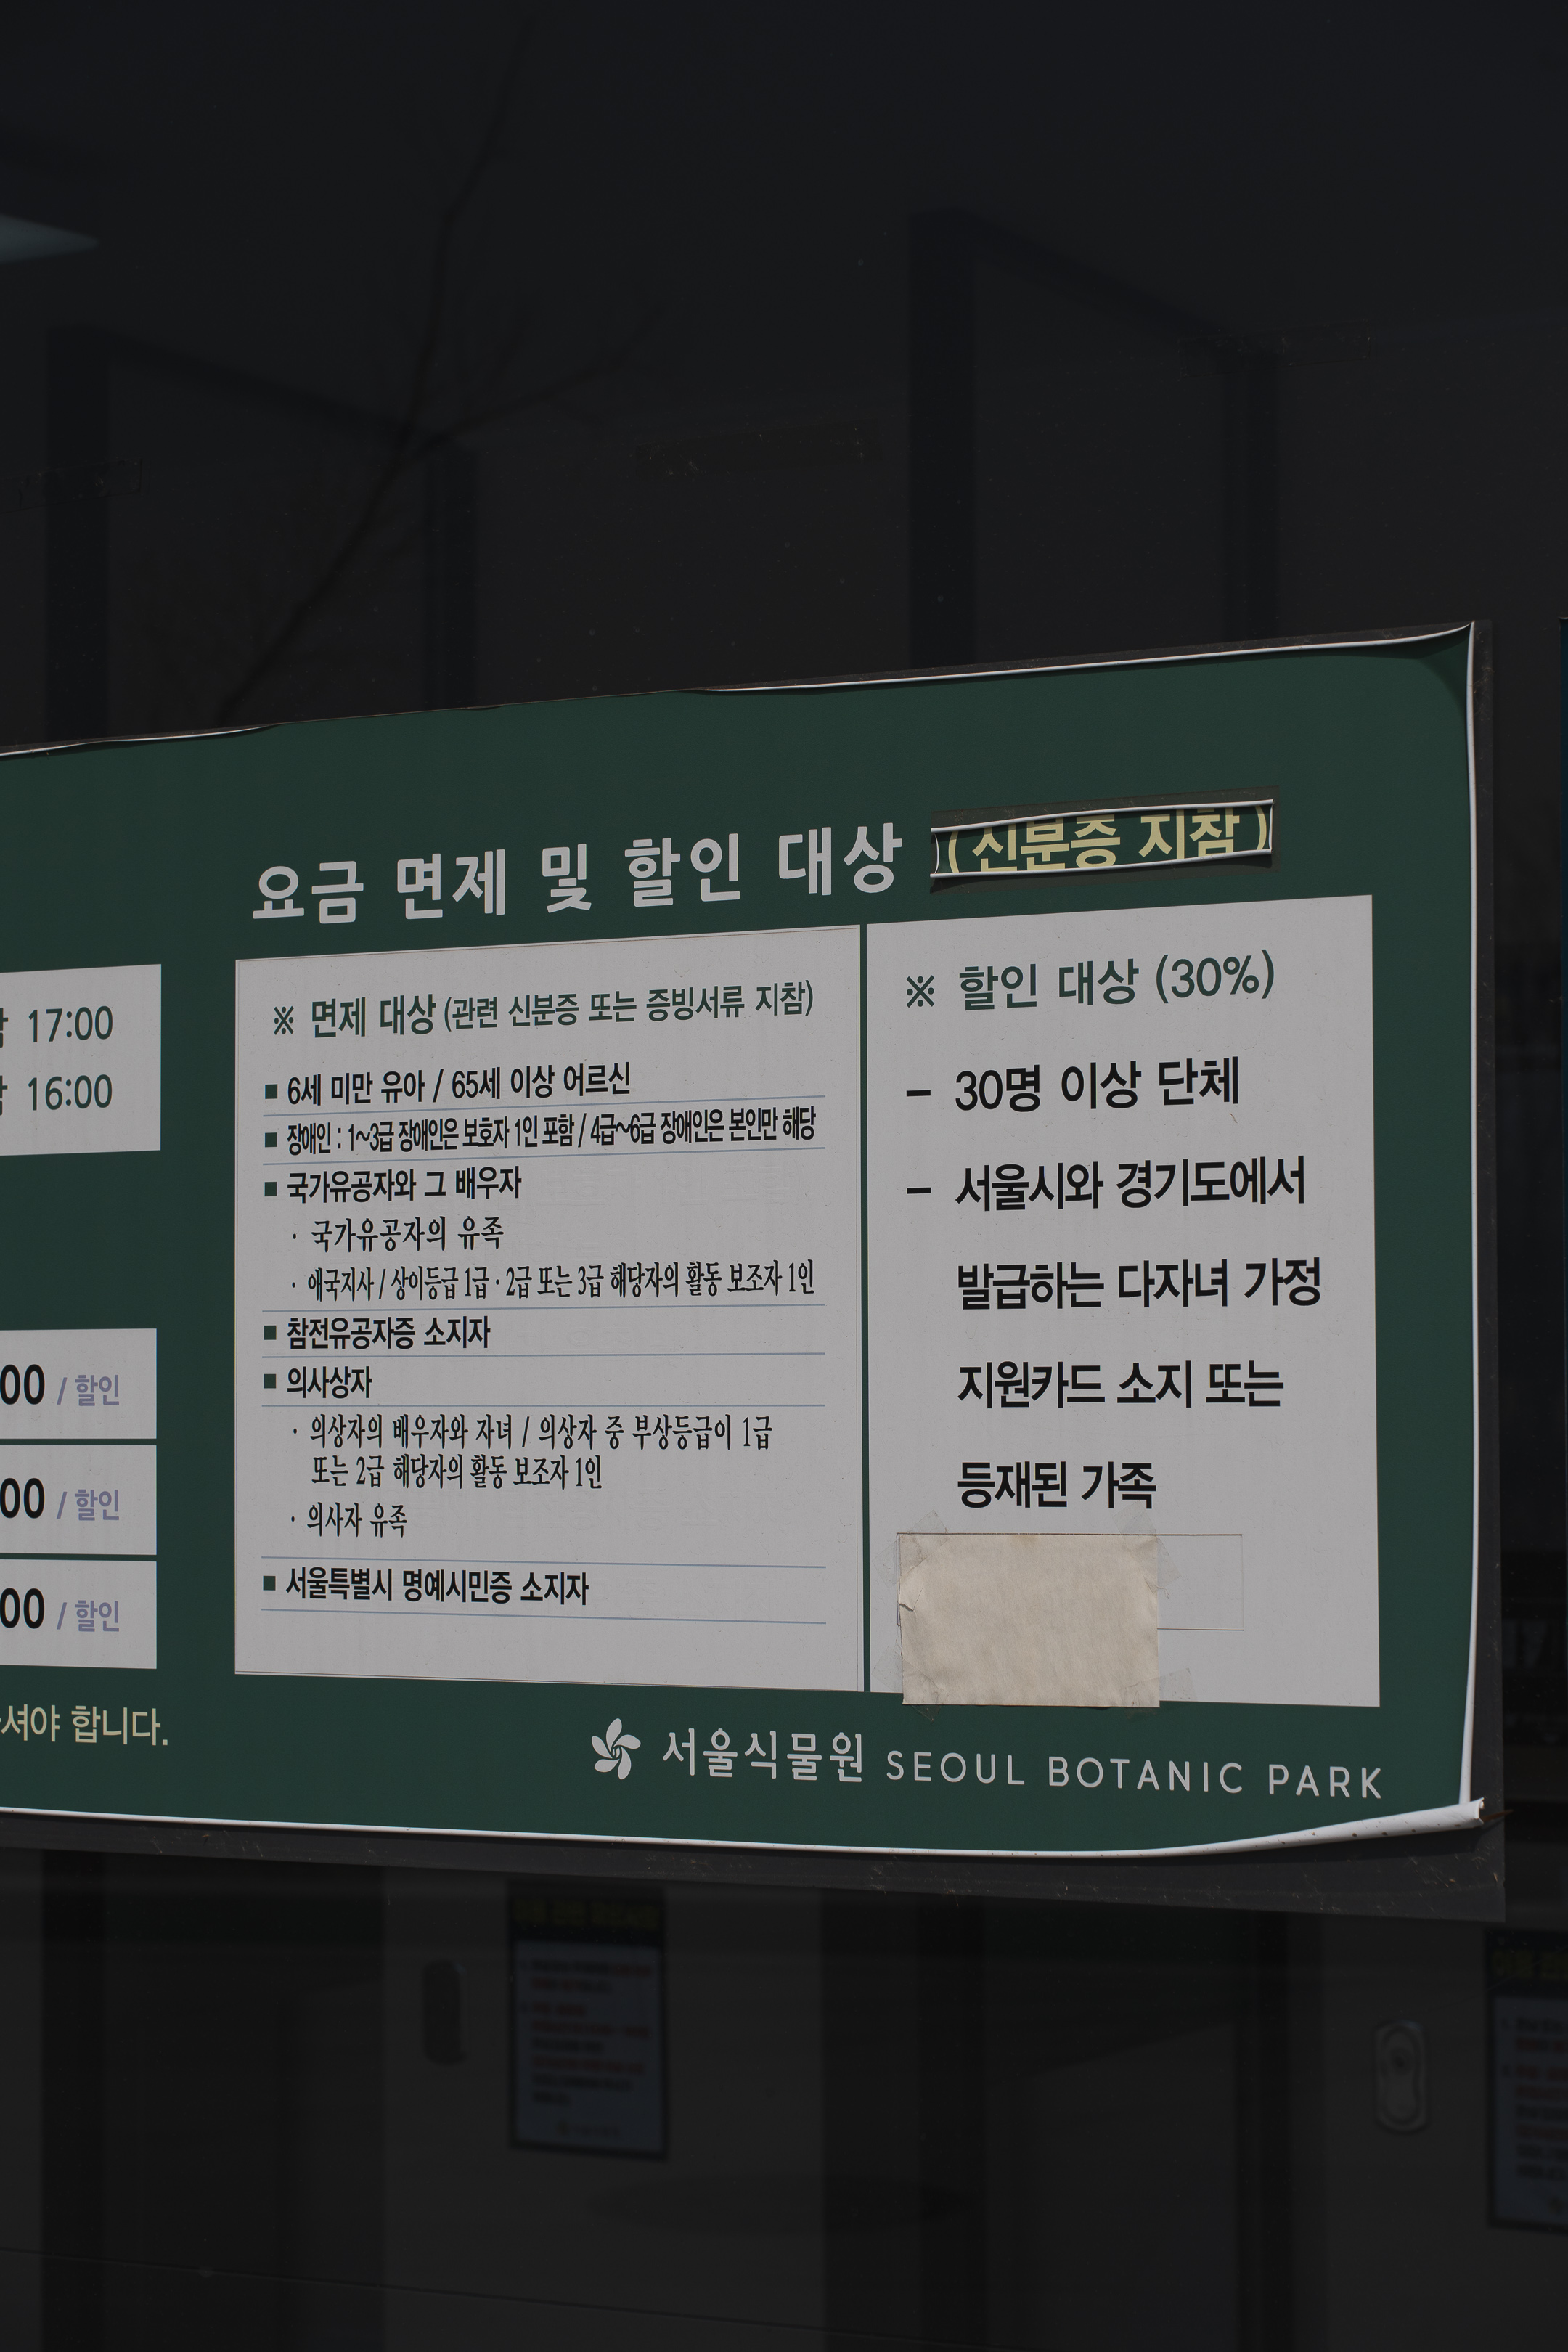 17:00
16:00
00 / 할인
00 / 할인
00 / 할인
셔야 합니다.
요금 면제 및 할인 대상 (신분증 지참)
※ 면제 대상 (관련 신분증 또는 증빙서류 지참)
■ 6세 미만 유아 / 65세 이상 어르신
■ 장애인 : 1~3급 장애인은 보호자 1인 포함 / 4급~6급 장애인은 본인만 해당
■ 국가유공자와 그 배우자
· 국가유공자의 유족
· 애국지사 / 상이등급 1급 · 2급 또는 3급 해당자의 활동 보조자 1인
■ 참전유공자증 소지자
■ 의사상자
· 의상자의 배우자와 자녀 / 의상자 중 부상등급이 1급
또는 2급 해당자의 활동 보조자 1인
· 의사자 유족
■ 서울특별시 명예시민증 소지자
※ 할인 대상 (30%)
– 30명 이상 단체
– 서울시와 경기도에서
발급하는 다자녀 가정
지원카드 소지 또는
등재된 가족
서울식물원 SEOUL BOTANIC PARK